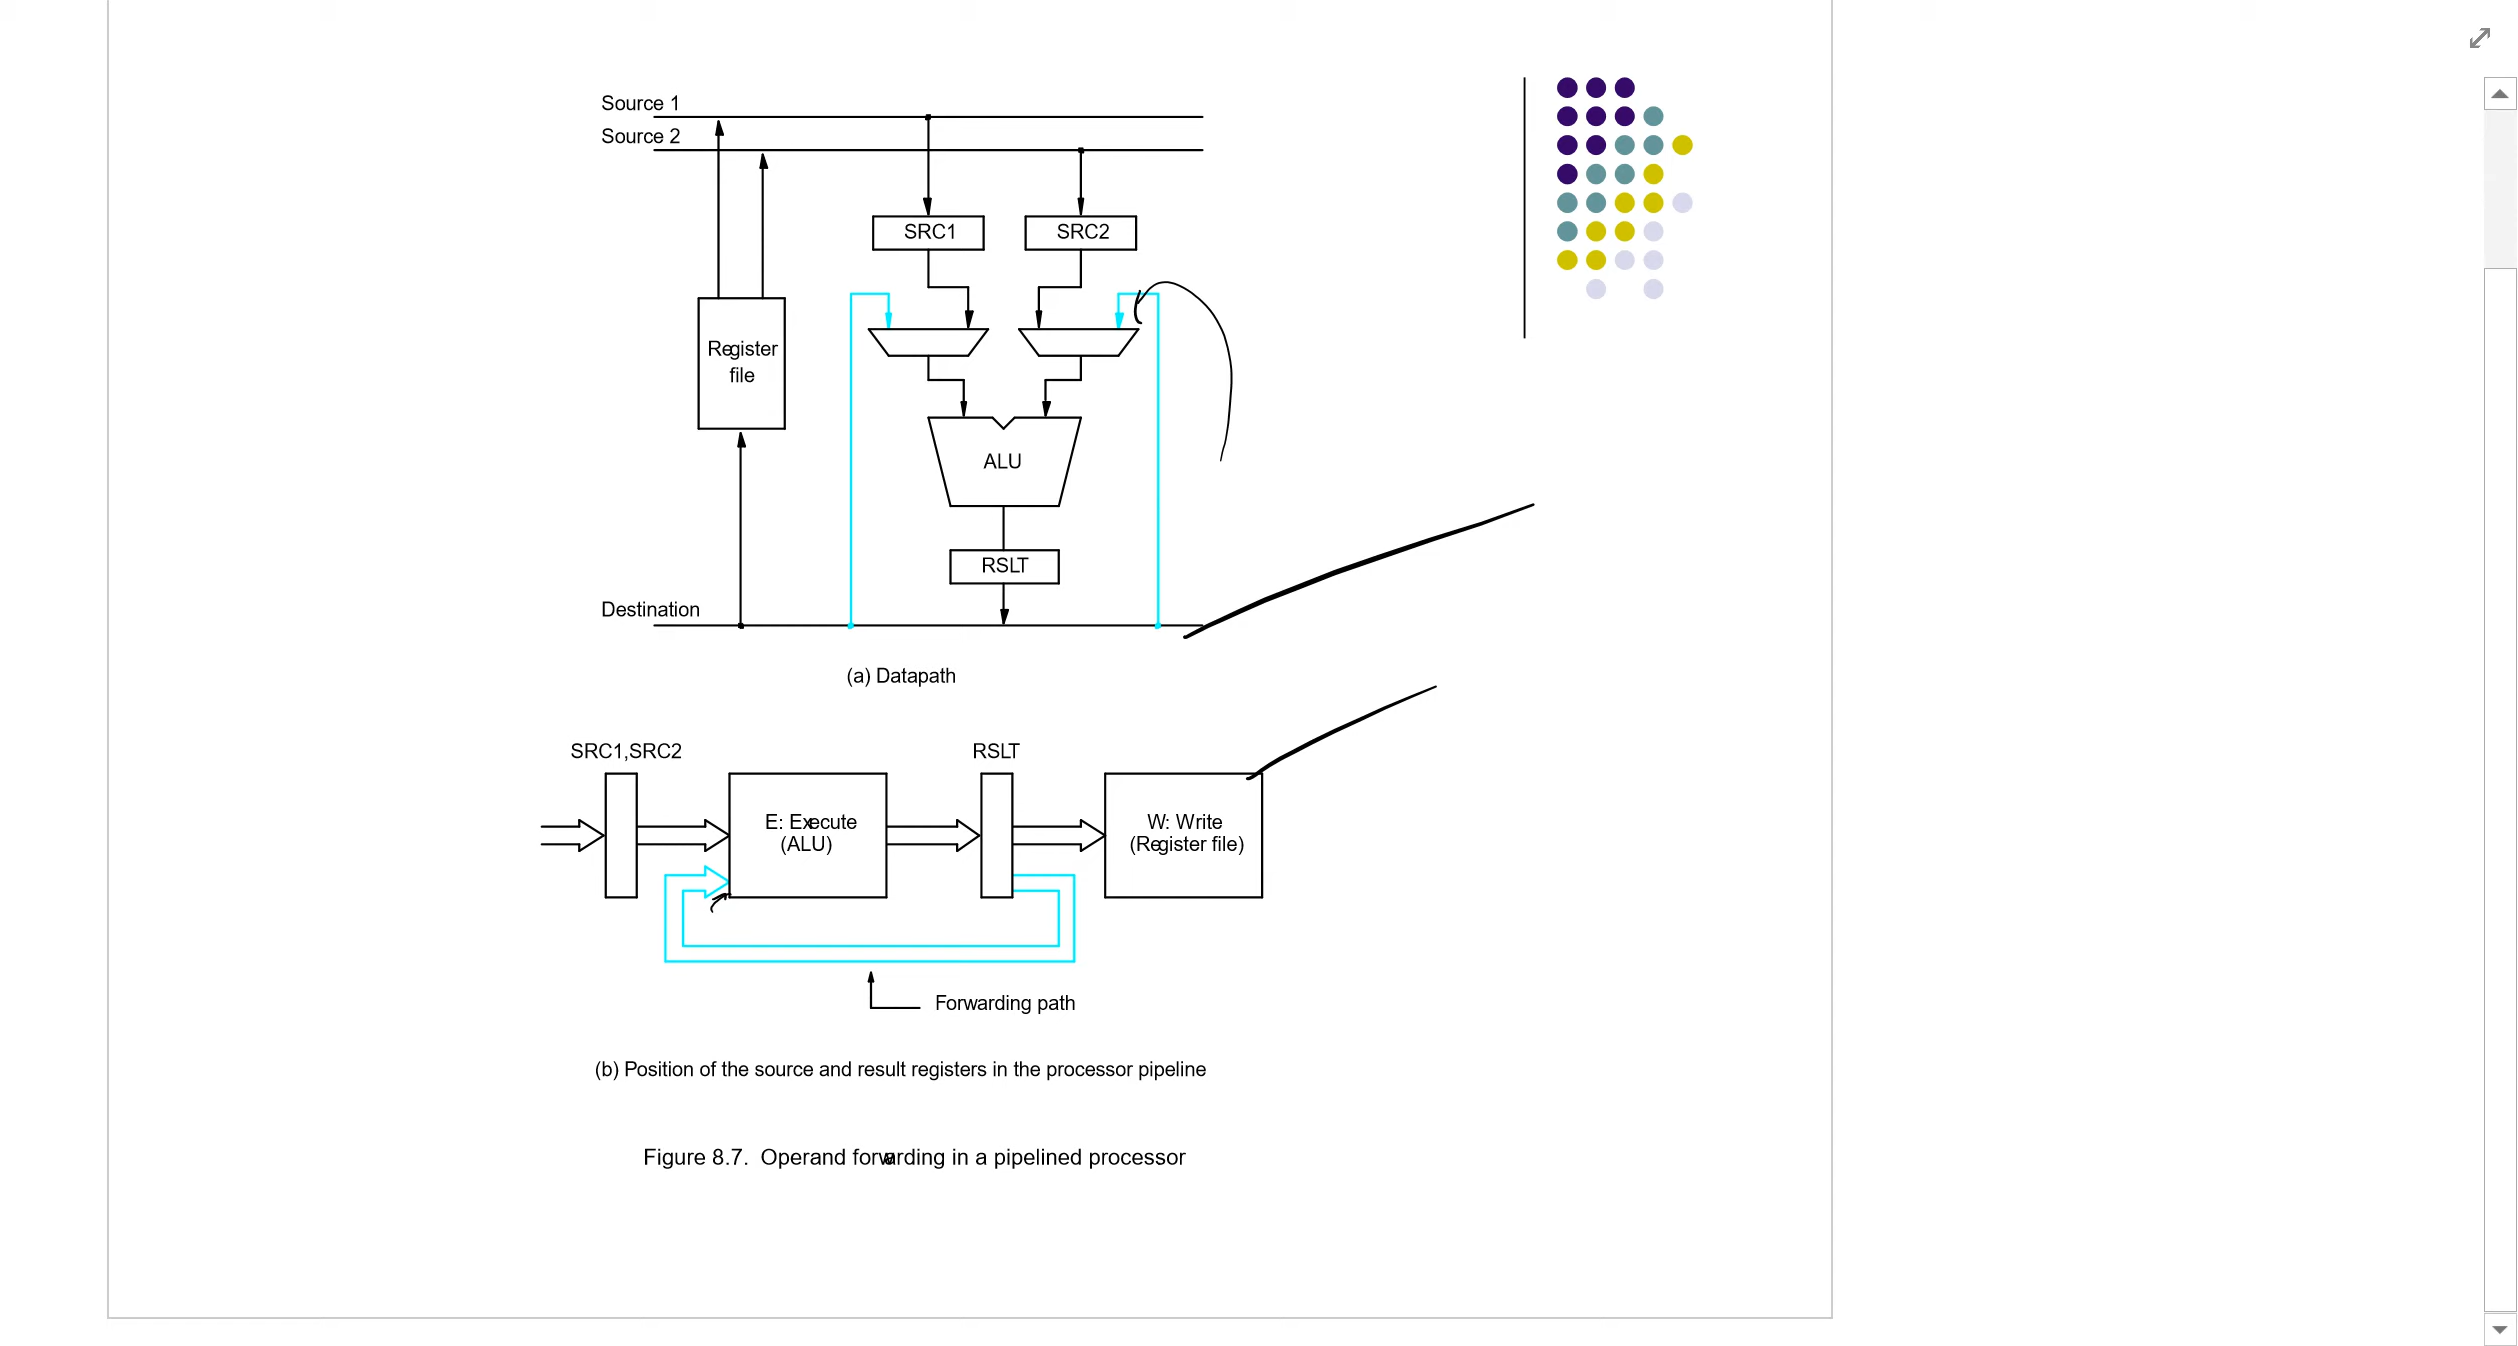 Source 1
Source 2
SRC1
SRC2
Register
file
ALU
RSLT
Destination
(a) Datapath
SRC1,SRC2
RSLT
E: Execute
(ALU)
W: Write
(Register file)
Forwarding path
(b) Position of the source and result registers in the processor pipeline
Figure 8.7. Operand forwarding in a pipelined processor